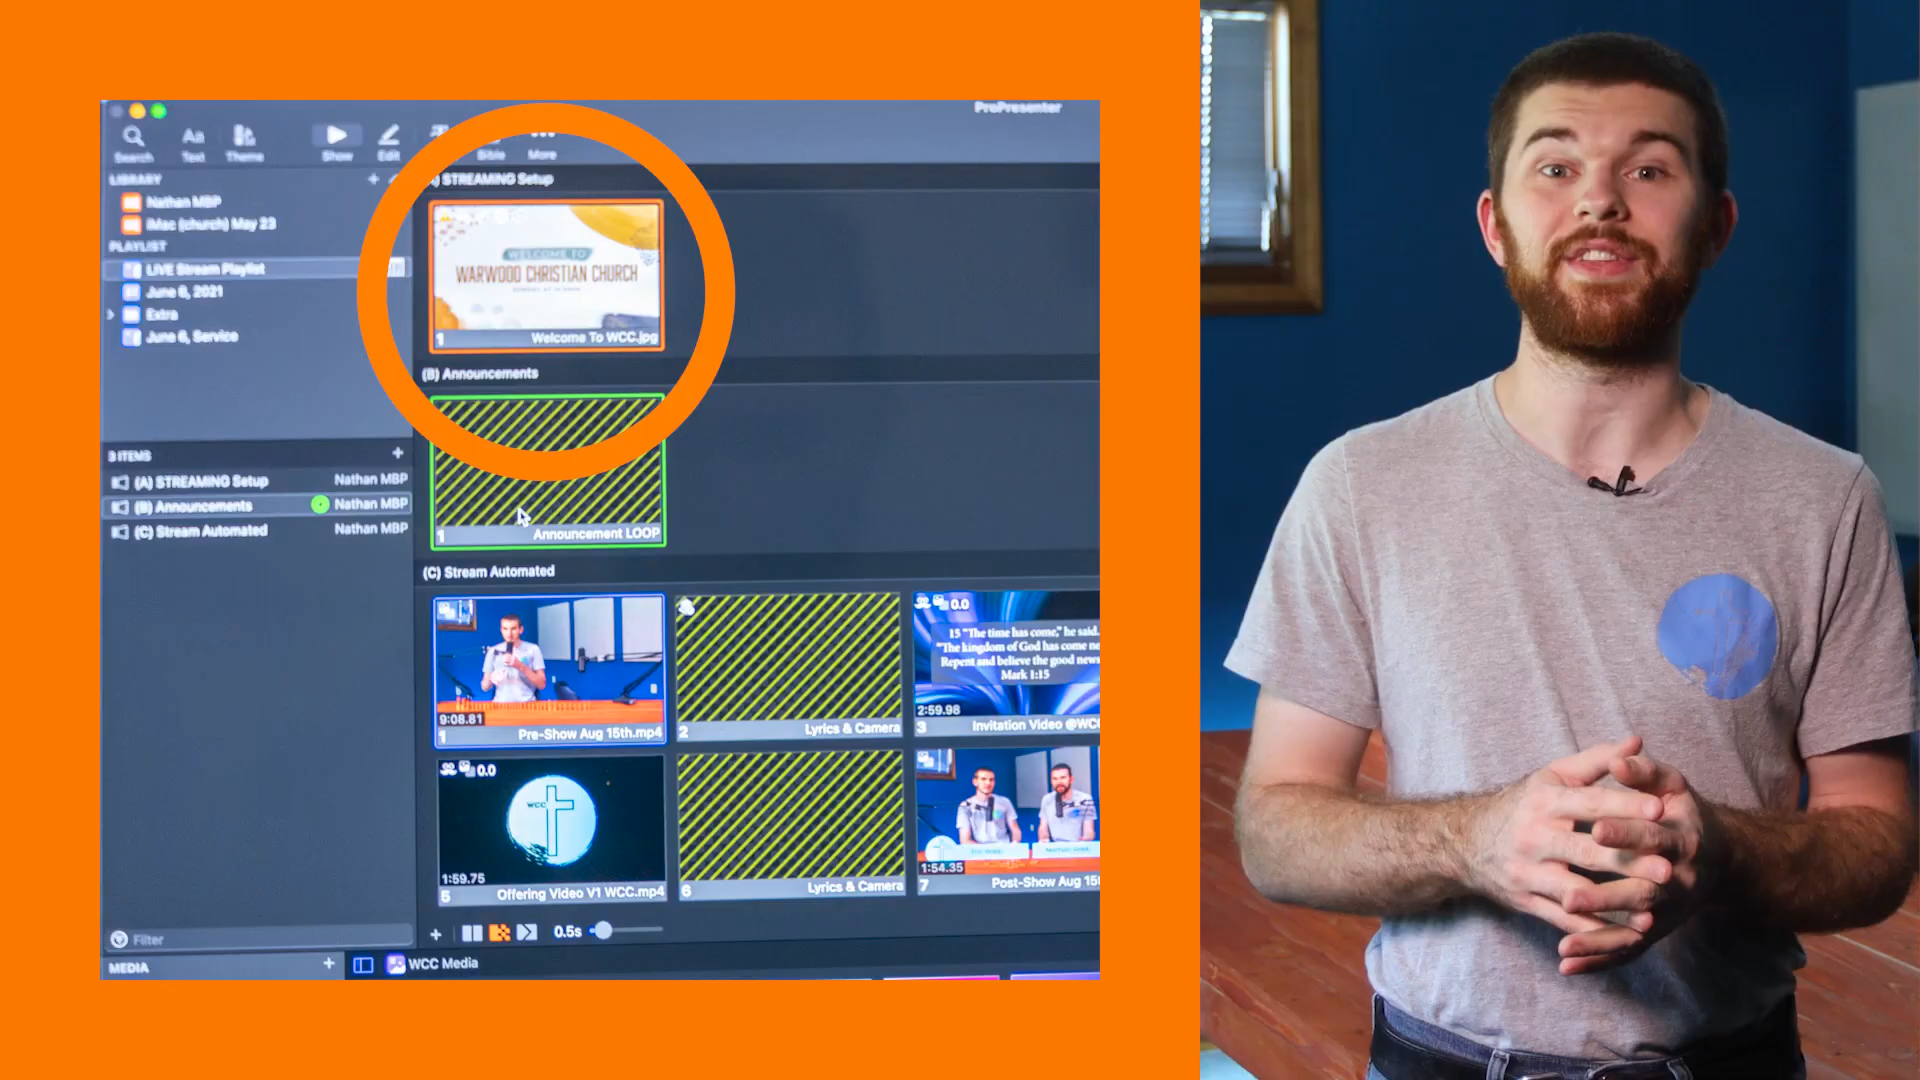 ProPresenter
Search
Text
Theme
Show
Edit
Bible
More
LIBRARY
Nathan MBP
iMac (church) May 23
PLAYLIST
LIVE Stream Playlist
June 6, 2021
Extra
June 6, Service
3 ITEMS
(A) STREAMING Setup Nathan MBP
(B) Announcements Nathan MBP
(C) Stream Automated Nathan MBP
Filter
MEDIA
STREAMING Setup
WELCOME TO
WARWOOD CHRISTIAN CHURCH
1 Welcome To WCC.jpg
(B) Announcements
1 Announcement LOOP
(C) Stream Automated
9:08.81
1 Pre-Show Aug 15th.mp4
2 Lyrics & Camera
0.0
15 "The time has come," he said.
"The kingdom of God has come ne
Repent and believe the good news
Mark 1:15
2:59.98
3 Invitation Video @WCC
0.0
WCC
1:59.75
5 Offering Video V1 WCC.mp4
6 Lyrics & Camera
1:54.35
7 Post-Show Aug 15t
0.5s
WCC Media